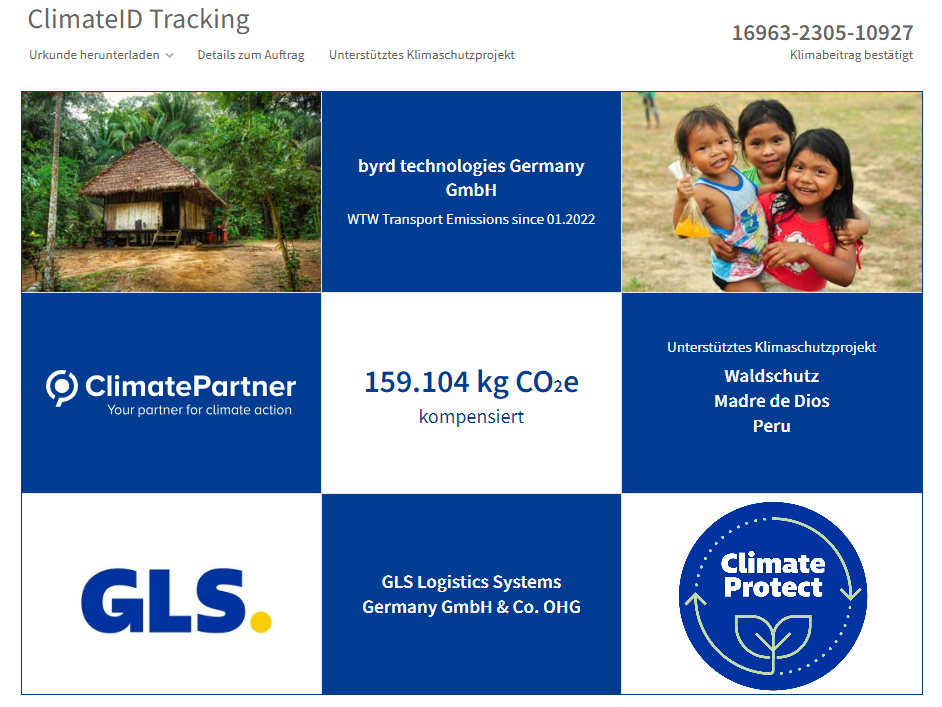 ClimateID Tracking
16963-2305-10927
Urkunde herunterladen
Details zum Auftrag
Unterstütztes Klimaschutzprojekt
Klimabeitrag bestätigt
byrd technologies Germany
GmbH
WTW Transport Emissions since 01.2022
ClimatePartner
Your partner for climate action
159.104 kg CO₂e
kompensiert
Unterstütztes Klimaschutzprojekt
Waldschutz
Madre de Dios
Peru
GLS.
GLS Logistics Systems
Germany GmbH & Co. OHG
Climate
Protect